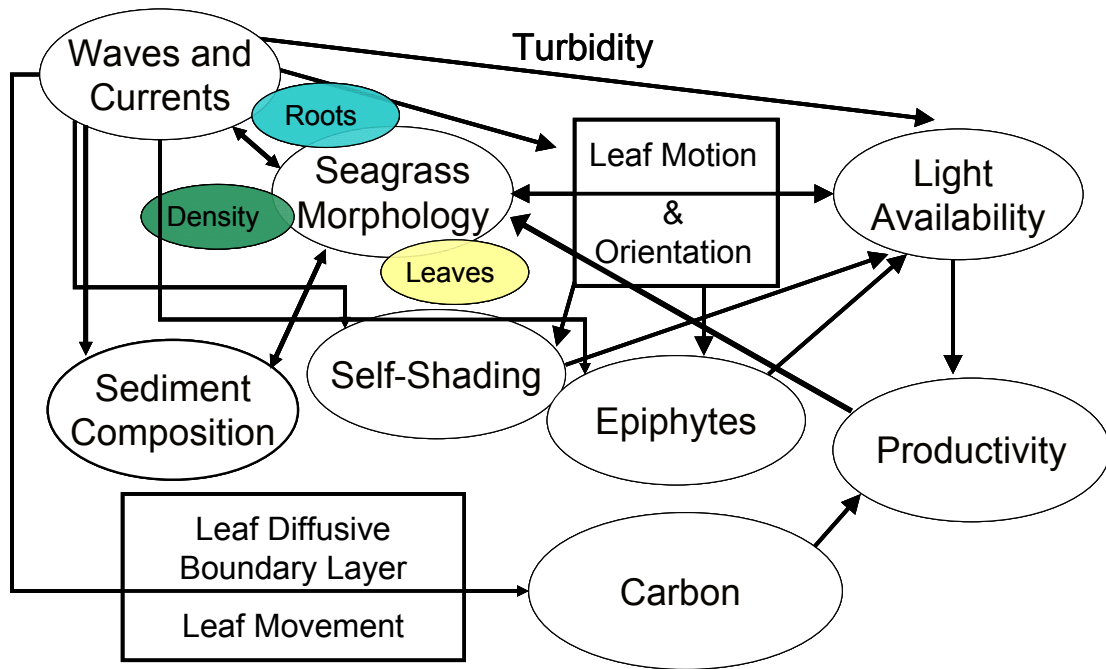 Waves and
Currents
Turbidity
Roots
Seagrass
Morphology
Density
Leaves
Leaf Motion
&
Orientation
Light
Availability
Self-Shading
Sediment
Composition
Epiphytes
Productivity
Leaf Diffusive
Boundary Layer
Leaf Movement
Carbon